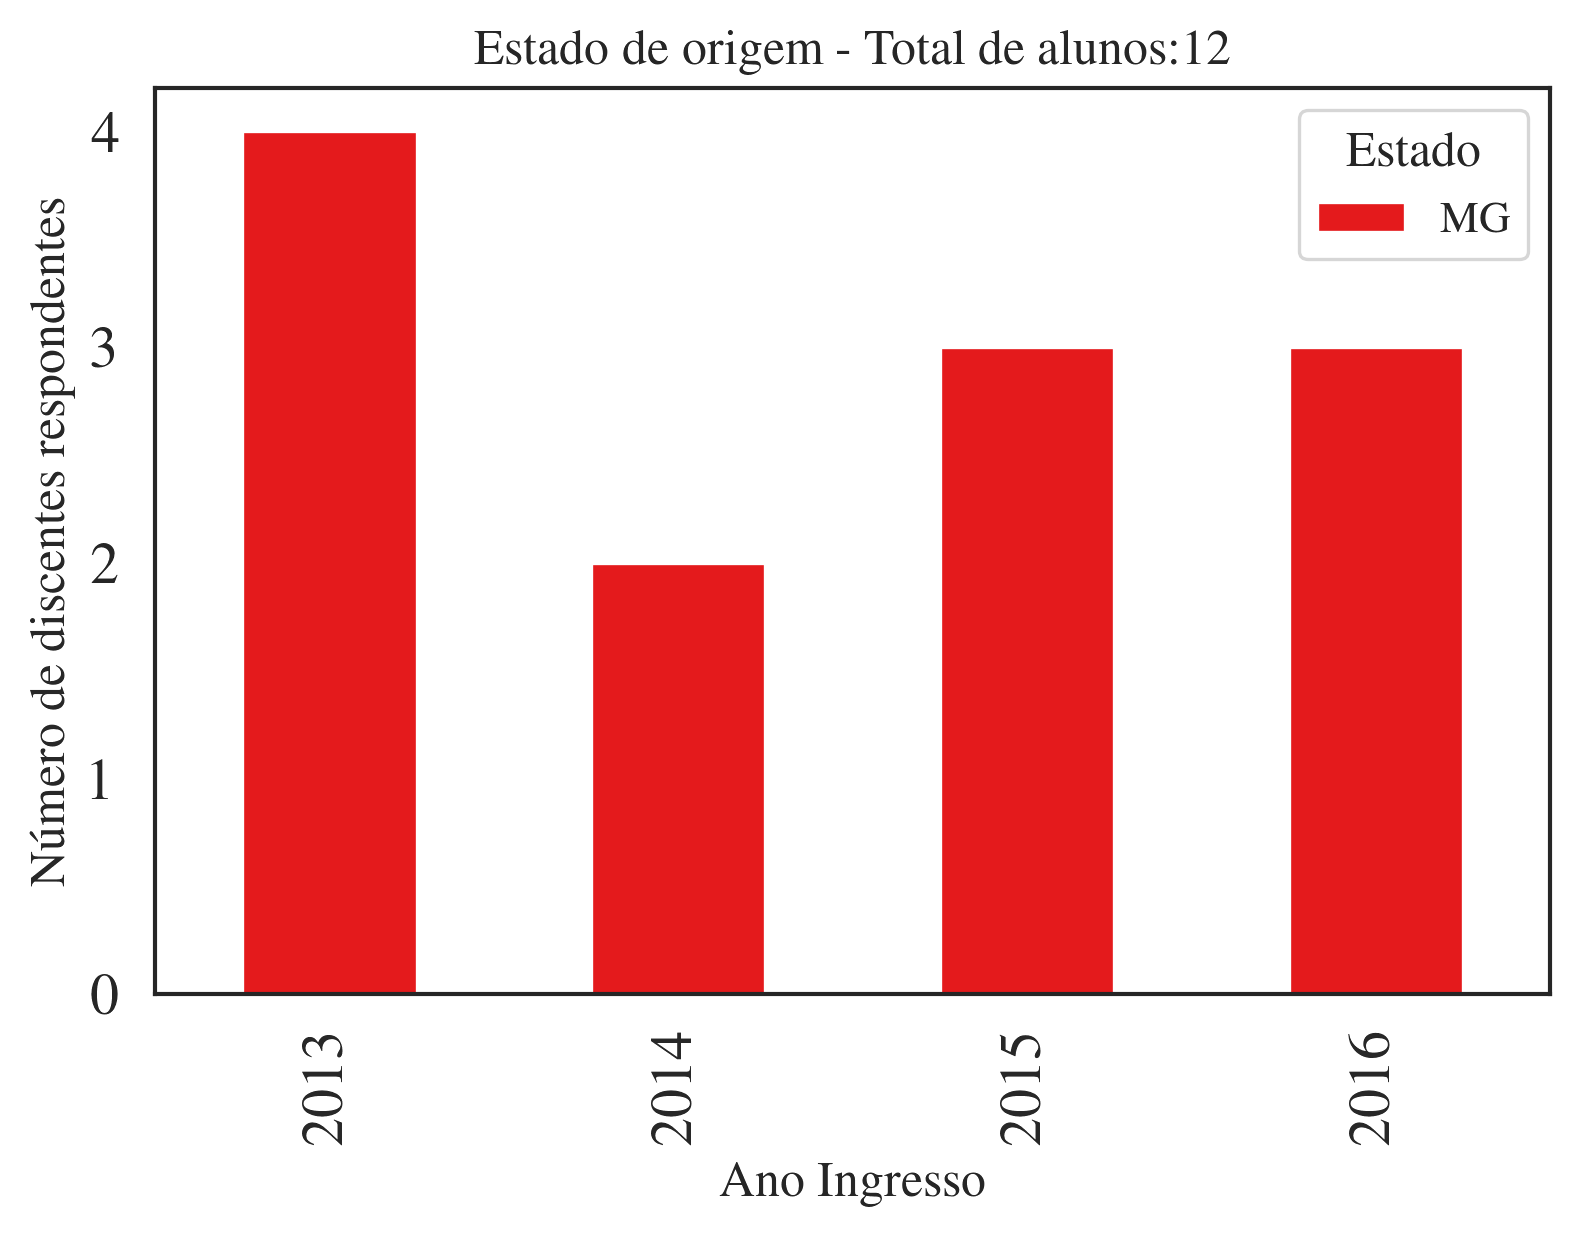 Estado de origem - Total de alunos:12
Estado
MG
Número de discentes respondentes
4
3
2
1
0
2013
2014
2015
2016
Ano Ingresso